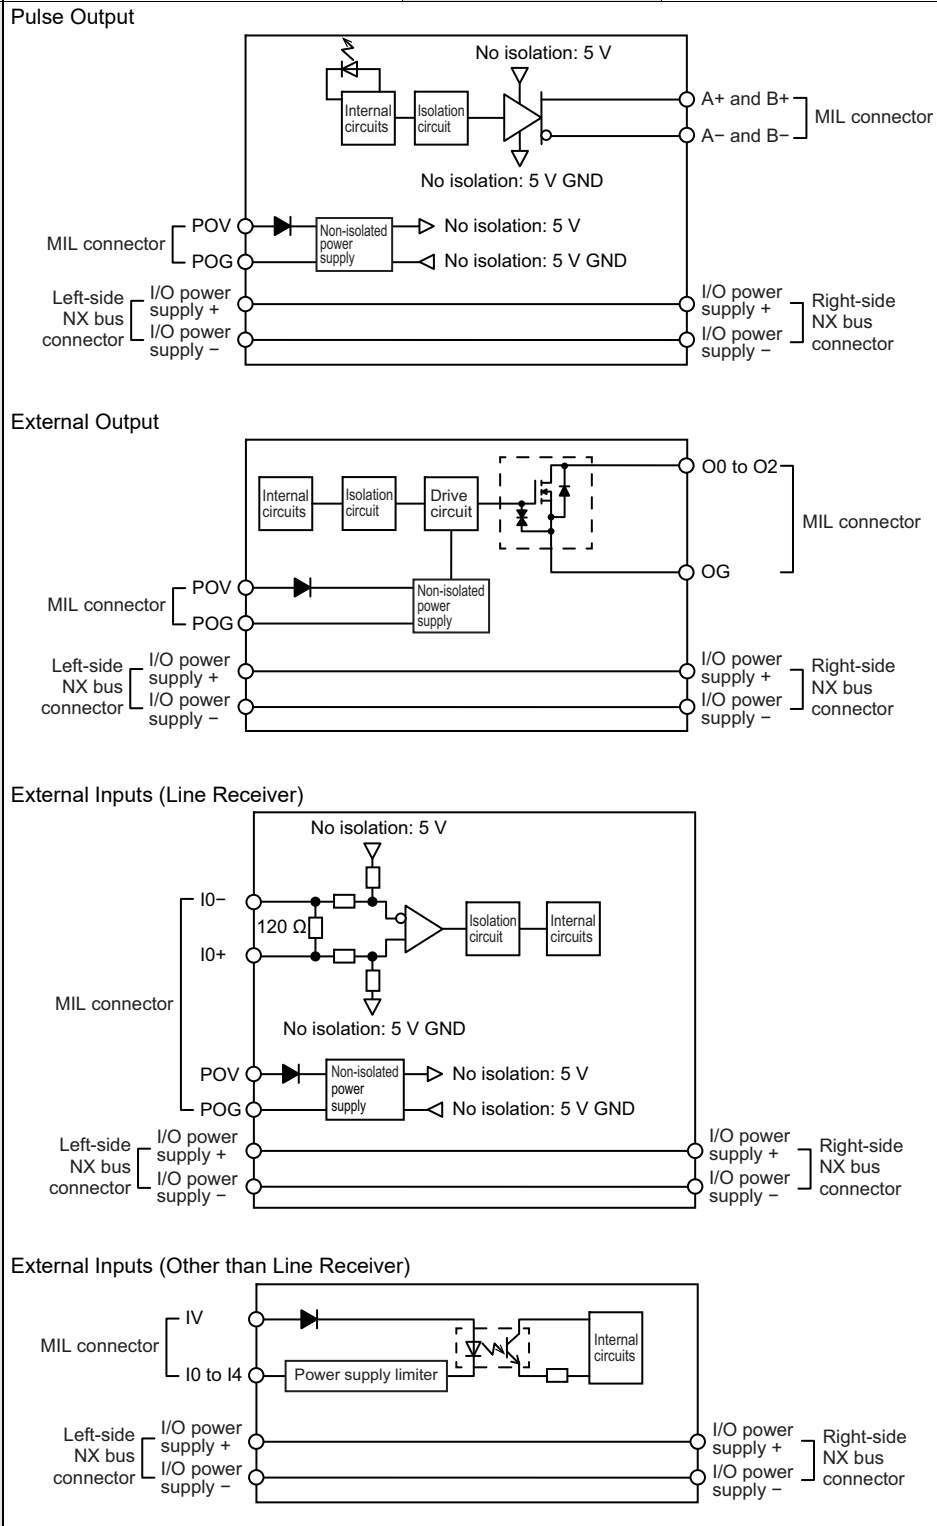 Pulse Output
No isolation: 5 V
Internal
circuits
Isolation
circuit
A+ and B+
A− and B−
MIL connector
No isolation: 5 V GND
MIL connector
POV
POG
Non-isolated
power
supply
No isolation: 5 V
No isolation: 5 V GND
Left-side
NX bus
connector
I/O power
supply +
I/O power
supply −
I/O power
supply +
I/O power
supply −
Right-side
NX bus
connector
External Output
Internal
circuits
Isolation
circuit
Drive
circuit
O0 to O2
OG
MIL connector
MIL connector
POV
POG
Non-isolated
power
supply
Left-side
NX bus
connector
I/O power
supply +
I/O power
supply −
I/O power
supply +
I/O power
supply −
Right-side
NX bus
connector
External Inputs (Line Receiver)
No isolation: 5 V
I0−
120 Ω
I0+
Isolation
circuit
Internal
circuits
MIL connector
No isolation: 5 V GND
POV
POG
Non-isolated
power
supply
No isolation: 5 V
No isolation: 5 V GND
Left-side
NX bus
connector
I/O power
supply +
I/O power
supply −
I/O power
supply +
I/O power
supply −
Right-side
NX bus
connector
External Inputs (Other than Line Receiver)
MIL connector
IV
I0 to I4
Power supply limiter
Internal
circuits
Left-side
NX bus
connector
I/O power
supply +
I/O power
supply −
I/O power
supply +
I/O power
supply −
Right-side
NX bus
connector